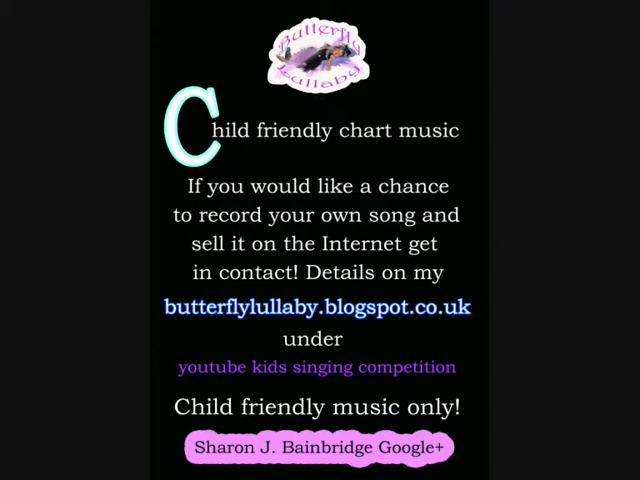 Butterfly
Lullaby
Child friendly chart music
If you would like a chance
to record your own song and
sell it on the Internet get
in contact! Details on my
butterflylullaby.blogspot.co.uk
under
youtube kids singing competition
Child friendly music only!
Sharon J. Bainbridge Google+